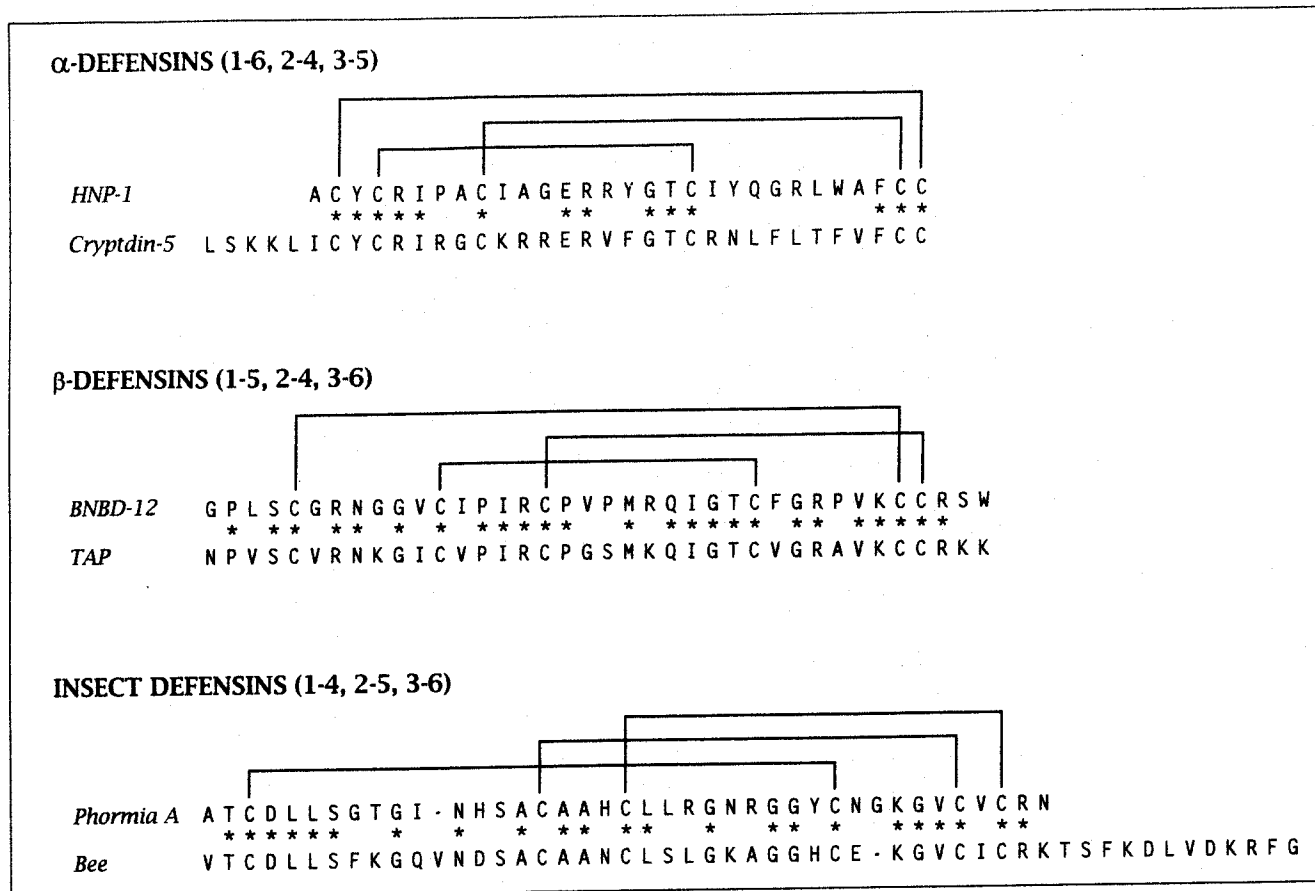 α-DEFENSINS (1-6, 2-4, 3-5)
HNP-1 A C Y C R I P A C I A G E R R Y G T C I Y Q G R L W A F C C
* * * * * * * * * * * * * *
Cryptdin-5 L S K K L I C Y C R I R G C K R R E R V F G T C R N L F L T F V F C C
β-DEFENSINS (1-5, 2-4, 3-6)
BNBD-12 G P L S C G R N G G V C I P I R C P V P M R Q I G T C F G R P V K C C R S W
* * * * * * * * * * * * * * * * * * * * * * * * *
TAP N P V S C V R N K G I C V P I R C P G S M K Q I G T C V G R A V K C C R K K
INSECT DEFENSINS (1-4, 2-5, 3-6)
Phormia A A T C D L L S G T G I - N H S A C A A H C L L R G N R G G Y C N G K G V C V C R N
* * * * * * * * * * * * * * * * * * * * * * *
Bee V T C D L L S F K G Q V N D S A C A A N C L S L G K A G G H C E - K G V C I C R K T S F K D L V D K R F G